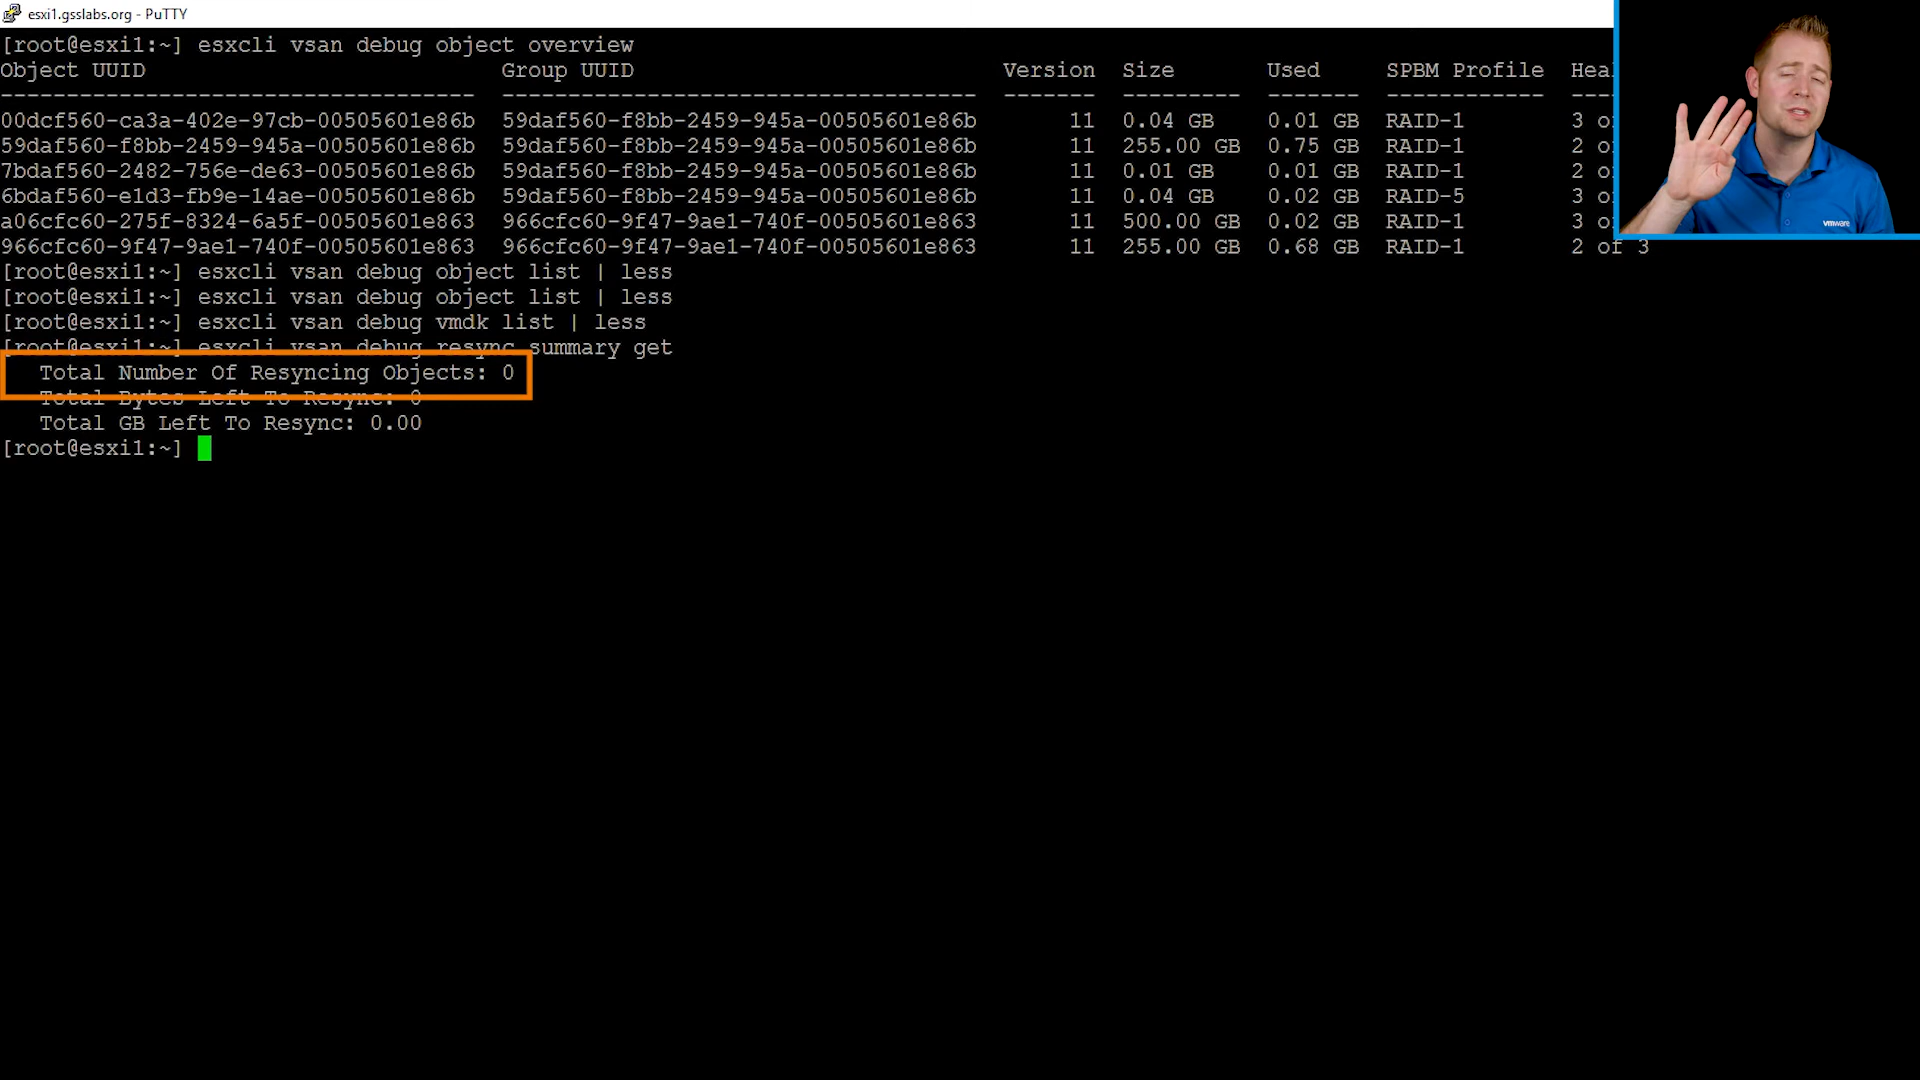 esxi1.gsslabs.org - PuTTY
[root@esxi1:~] esxcli vsan debug object overview
Object UUID Group UUID Version Size Used SPBM Profile Hea
------------------------------------ ------------------------------------ ------- --------- ------- ------------ ---
00dcf560-ca3a-402e-97cb-00505601e86b 59daf560-f8bb-2459-945a-00505601e86b 11 0.04 GB 0.01 GB RAID-1 3 o
59daf560-f8bb-2459-945a-00505601e86b 59daf560-f8bb-2459-945a-00505601e86b 11 255.00 GB 0.75 GB RAID-1 2 o
7bdaf560-2482-756e-de63-00505601e86b 59daf560-f8bb-2459-945a-00505601e86b 11 0.01 GB 0.01 GB RAID-1 2 o
6bdaf560-e1d3-fb9e-14ae-00505601e86b 59daf560-f8bb-2459-945a-00505601e86b 11 0.04 GB 0.02 GB RAID-5 3 o
a06cfc60-275f-8324-6a5f-00505601e863 966cfc60-9f47-9ae1-740f-00505601e863 11 500.00 GB 0.02 GB RAID-1 3 o
966cfc60-9f47-9ae1-740f-00505601e863 966cfc60-9f47-9ae1-740f-00505601e863 11 255.00 GB 0.68 GB RAID-1 2 of 3
[root@esxi1:~] esxcli vsan debug object list | less
[root@esxi1:~] esxcli vsan debug object list | less
[root@esxi1:~] esxcli vsan debug vmdk list | less
[root@esxi1:~] esxcli vsan debug resync summary get
Total Number Of Resyncing Objects: 0
Total Bytes Left To Resync: 0
Total GB Left To Resync: 0.00
[root@esxi1:~]
vmware